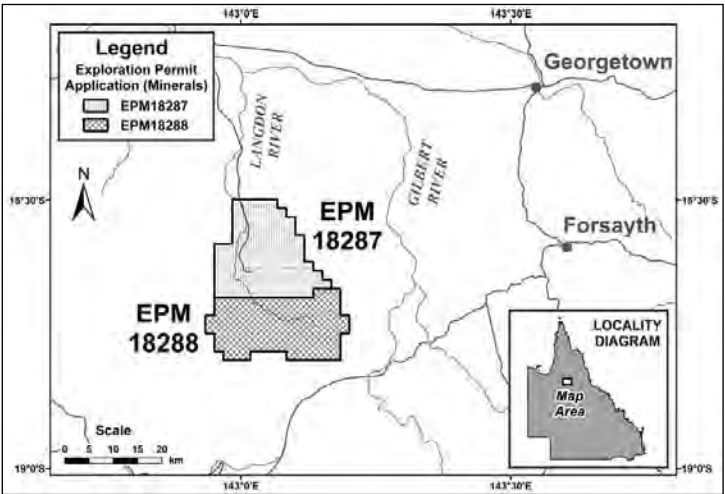 143°0'E
143°30'E
Legend
Exploration Permit
Application (Minerals)
EPM18287
EPM18288
Georgetown
LANGDON
RIVER
GILBERT
RIVER
N
18°30'S
18°30'S
EPM
18287
Forsayth
EPM
18288
LOCALITY
DIAGRAM
Map
Area
Scale
0 5 10 15 20
km
19°0'S
19°0'S
143°0'E
143°30'E